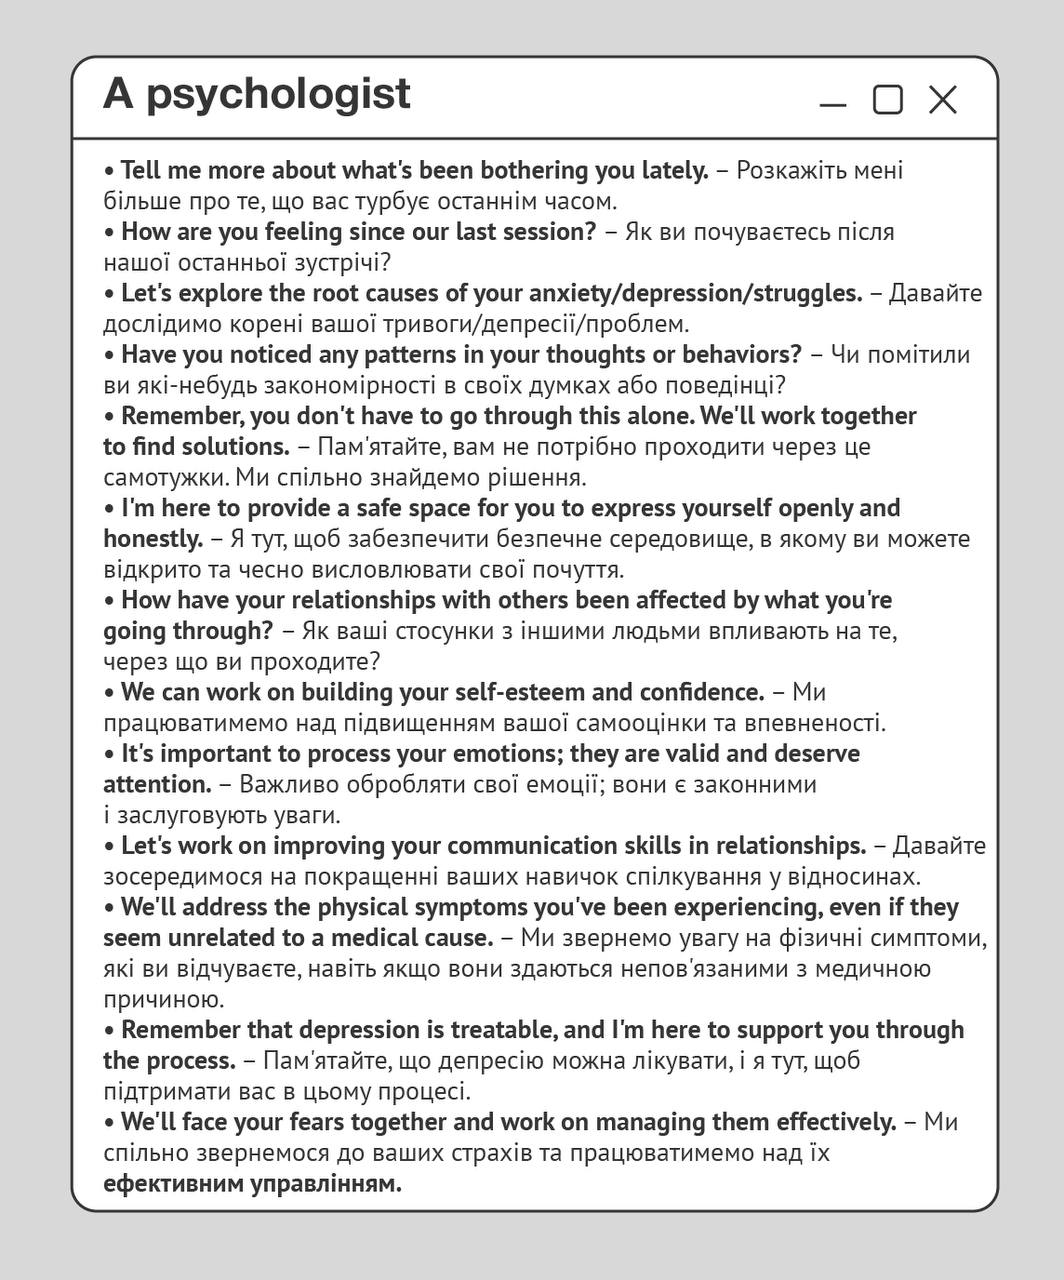 A psychologist
• Tell me more about what's been bothering you lately. – Розкажіть мені
більше про те, що вас турбує останнім часом.
• How are you feeling since our last session? – Як ви почуваєтесь після
нашої останньої зустрічі?
• Let's explore the root causes of your anxiety/depression/struggles. – Давайте
дослідимо корені вашої тривоги/депресії/проблем.
• Have you noticed any patterns in your thoughts or behaviors? – Чи помітили
ви які-небудь закономірності в своїх думках або поведінці?
• Remember, you don't have to go through this alone. We'll work together
to find solutions. – Пам'ятайте, вам не потрібно проходити через це
самотужки. Ми спільно знайдемо рішення.
• I'm here to provide a safe space for you to express yourself openly and
honestly. – Я тут, щоб забезпечити безпечне середовище, в якому ви можете
відкрито та чесно висловлювати свої почуття.
• How have your relationships with others been affected by what you're
going through? – Як ваші стосунки з іншими людьми впливають на те,
через що ви проходите?
• We can work on building your self-esteem and confidence. – Ми
працюватимемо над підвищенням вашої самооцінки та впевненості.
• It's important to process your emotions; they are valid and deserve
attention. – Важливо обробляти свої емоції; вони є законними
і заслуговують уваги.
• Let's work on improving your communication skills in relationships. – Давайте
зосередимося на покращенні ваших навичок спілкування у відносинах.
• We'll address the physical symptoms you've been experiencing, even if they
seem unrelated to a medical cause. – Ми звернемо увагу на фізичні симптоми,
які ви відчуваєте, навіть якщо вони здаються непов'язаними з медичною
причиною.
• Remember that depression is treatable, and I'm here to support you through
the process. – Пам'ятайте, що депресію можна лікувати, і я тут, щоб
підтримати вас в цьому процесі.
• We'll face your fears together and work on managing them effectively. – Ми
спільно звернемося до ваших страхів та працюватимемо над їх
ефективним управлінням.